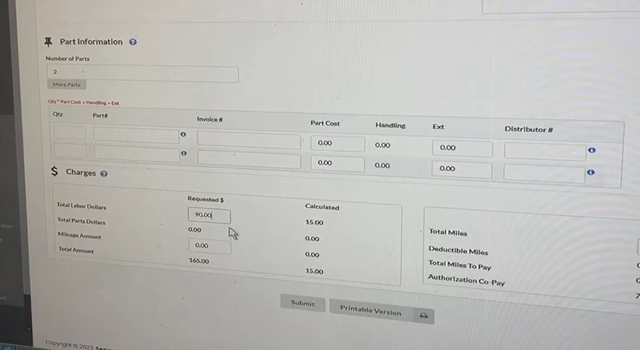 Part Information
Number of Parts
2
More Parts
Qty * Part Cost + Handling = Ext
Qty Part# Invoice # Part Cost Handling Ext Distributor #
0.00 0.00 0.00
0.00 0.00 0.00
$ Charges
Requested $ Calculated
Total Labor Dollars 90.00 15.00
Total Parts Dollars 0.00 0.00
Mileage Amount 0.00 0.00
Total Amount 165.00 15.00
Total Miles
Deductible Miles
Total Miles To Pay
Authorization Co-Pay
7
Submit Printable Version
Copyright © 2023